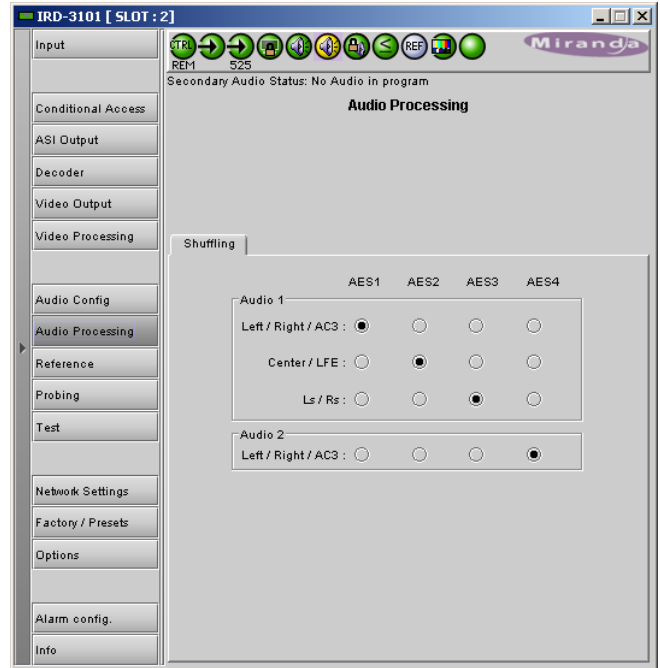 IRD-3101 [ SLOT : 2]
Input
Conditional Access
ASI Output
Decoder
Video Output
Video Processing
Audio Config
Audio Processing
Reference
Probing
Test
Network Settings
Factory / Presets
Options
Alarm config.
Info
CTRL
REF
Miranda
REM 525
Secondary Audio Status: No Audio in program
Audio Processing
Shuffling
AES1 AES2 AES3 AES4
Audio 1
Left / Right / AC3 :
Center / LFE :
Ls / Rs :
Audio 2
Left / Right / AC3 :